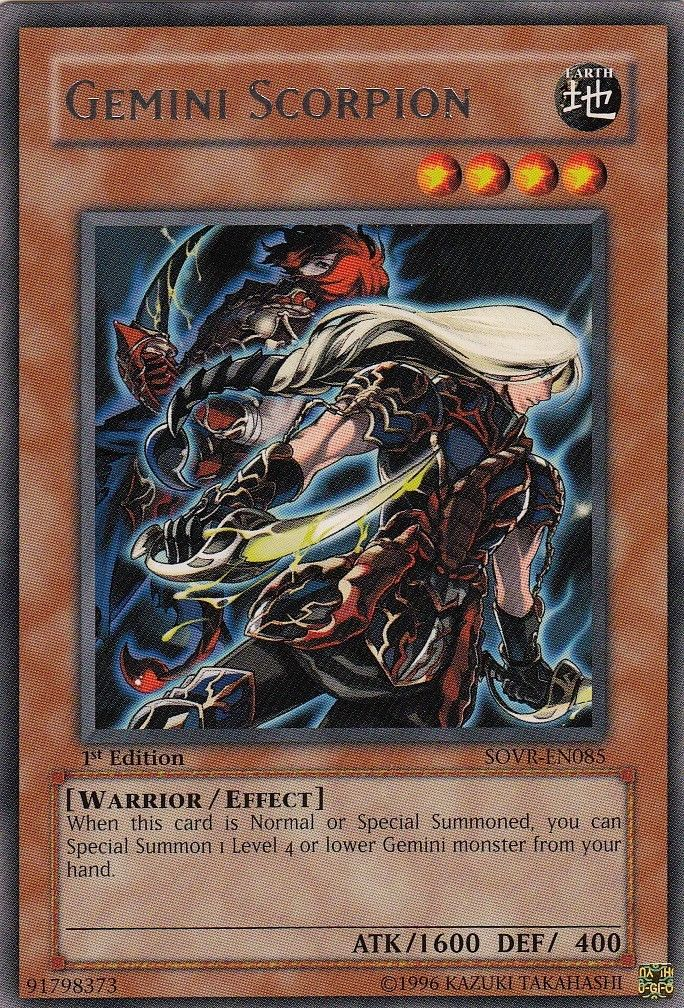 GEMINI SCORPION
EARTH
地
1st Edition
SOVR-EN085
[WARRIOR/EFFECT]
When this card is Normal or Special Summoned, you can
Special Summon 1 Level 4 or lower Gemini monster from your
hand.
ATK/1600 DEF/ 400
91798373
©1996 KAZUKI TAKAHASHI